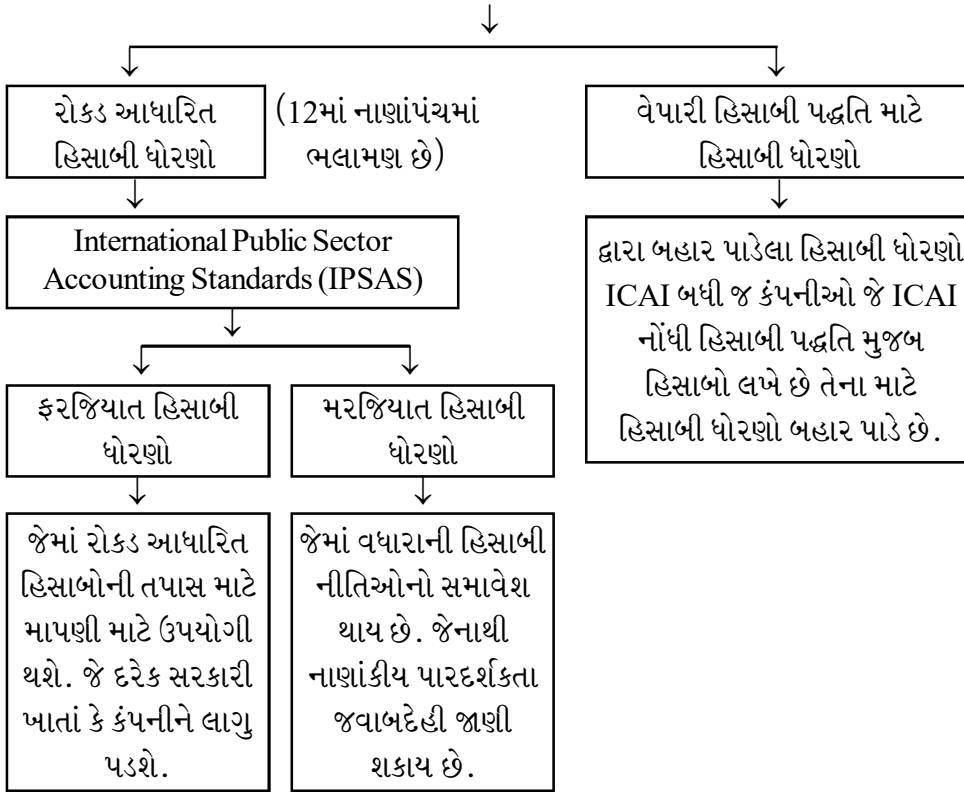 રોકડ આધારિત
હિસાબી ધોરણો
(12માં નાણાંપંચમાં
ભલામણ છે)
વેપારી હિસાબી પદ્ધતિ માટે
હિસાબી ધોરણો
International Public Sector
Accounting Standards (IPSAS)
દ્વારા બહાર પાડેલા હિસાબી ધોરણો
ICAI બધી જ કંપનીઓ જે ICAI
નોંધી હિસાબી પદ્ધતિ મુજબ
હિસાબો લખે છે તેના માટે
હિસાબી ધોરણો બહાર પાડે છે.
ફરજિયાત હિસાબી
ધોરણો
મરજિયાત હિસાબી
ધોરણો
જેમાં રોકડ આધારિત
હિસાબોની તપાસ માટે
માપણી માટે ઉપયોગી
થશે. જે દરેક સરકારી
ખાતાં કે કંપનીને લાગુ
પડશે.
જેમાં વધારાની હિસાબી
નીતિઓનો સમાવેશ
થાય છે. જેનાથી
નાણાંકીય પારદર્શકતા
જવાબદેહી જાણી
શકાય છે.